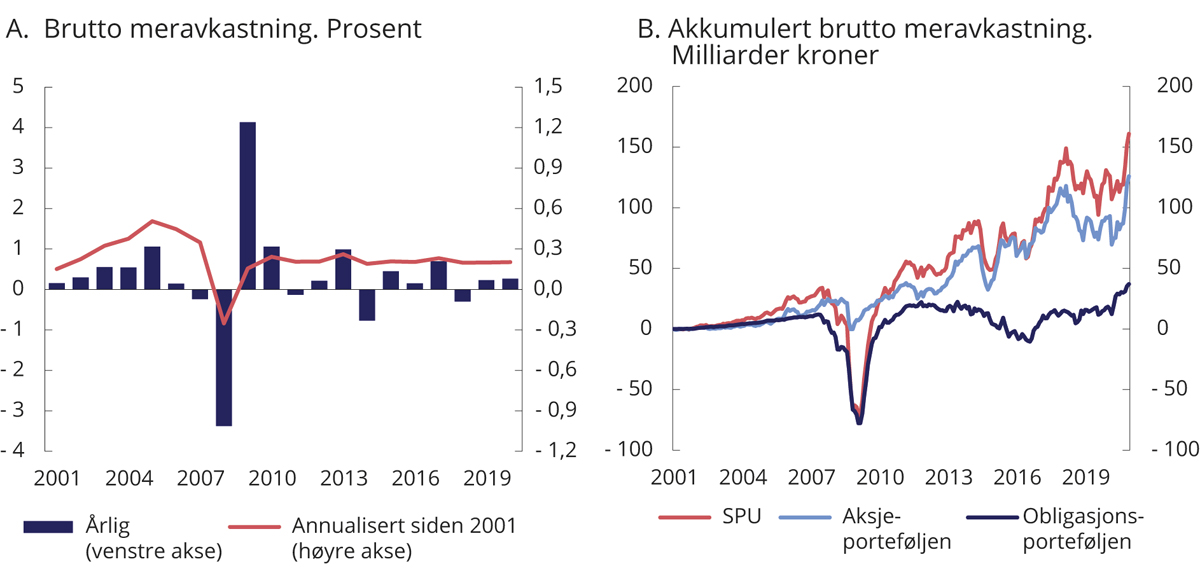 A. Brutto meravkastning. Prosent
5 1,5
4 1,2
3 0,9
2 0,6
1 0,3
0 0,0
- 1 - 0,3
- 2 - 0,6
- 3 - 0,9
- 4 - 1,2
2001 2004 2007 2010 2013 2016 2019
Årlig
(venstre akse)
Annualisert siden 2001
(høyre akse)
B. Akkumulert brutto meravkastning.
Milliarder kroner
200 200
150 150
100 100
50 50
0 0
- 50 - 50
- 100 - 100
2001 2004 2007 2010 2013 2016 2019
SPU
Aksje-
porteføljen
Obligasjons-
porteføljen